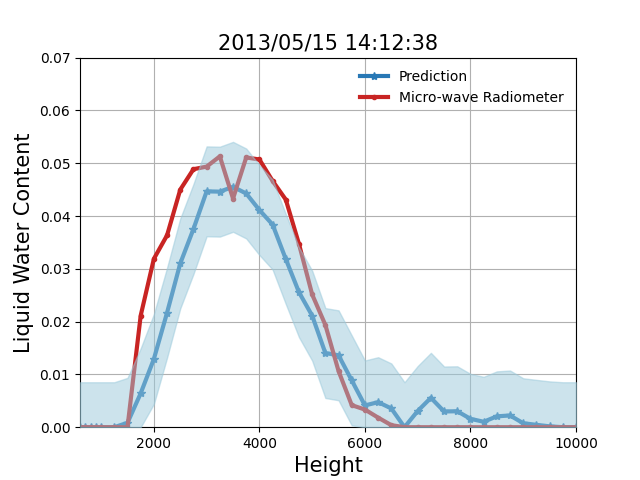 2013/05/15 14:12:38
0.07
0.06
0.05
0.04
0.03
0.02
0.01
0.00
Liquid Water Content
Prediction
Micro-wave Radiometer
2000 4000 6000 8000 10000
Height